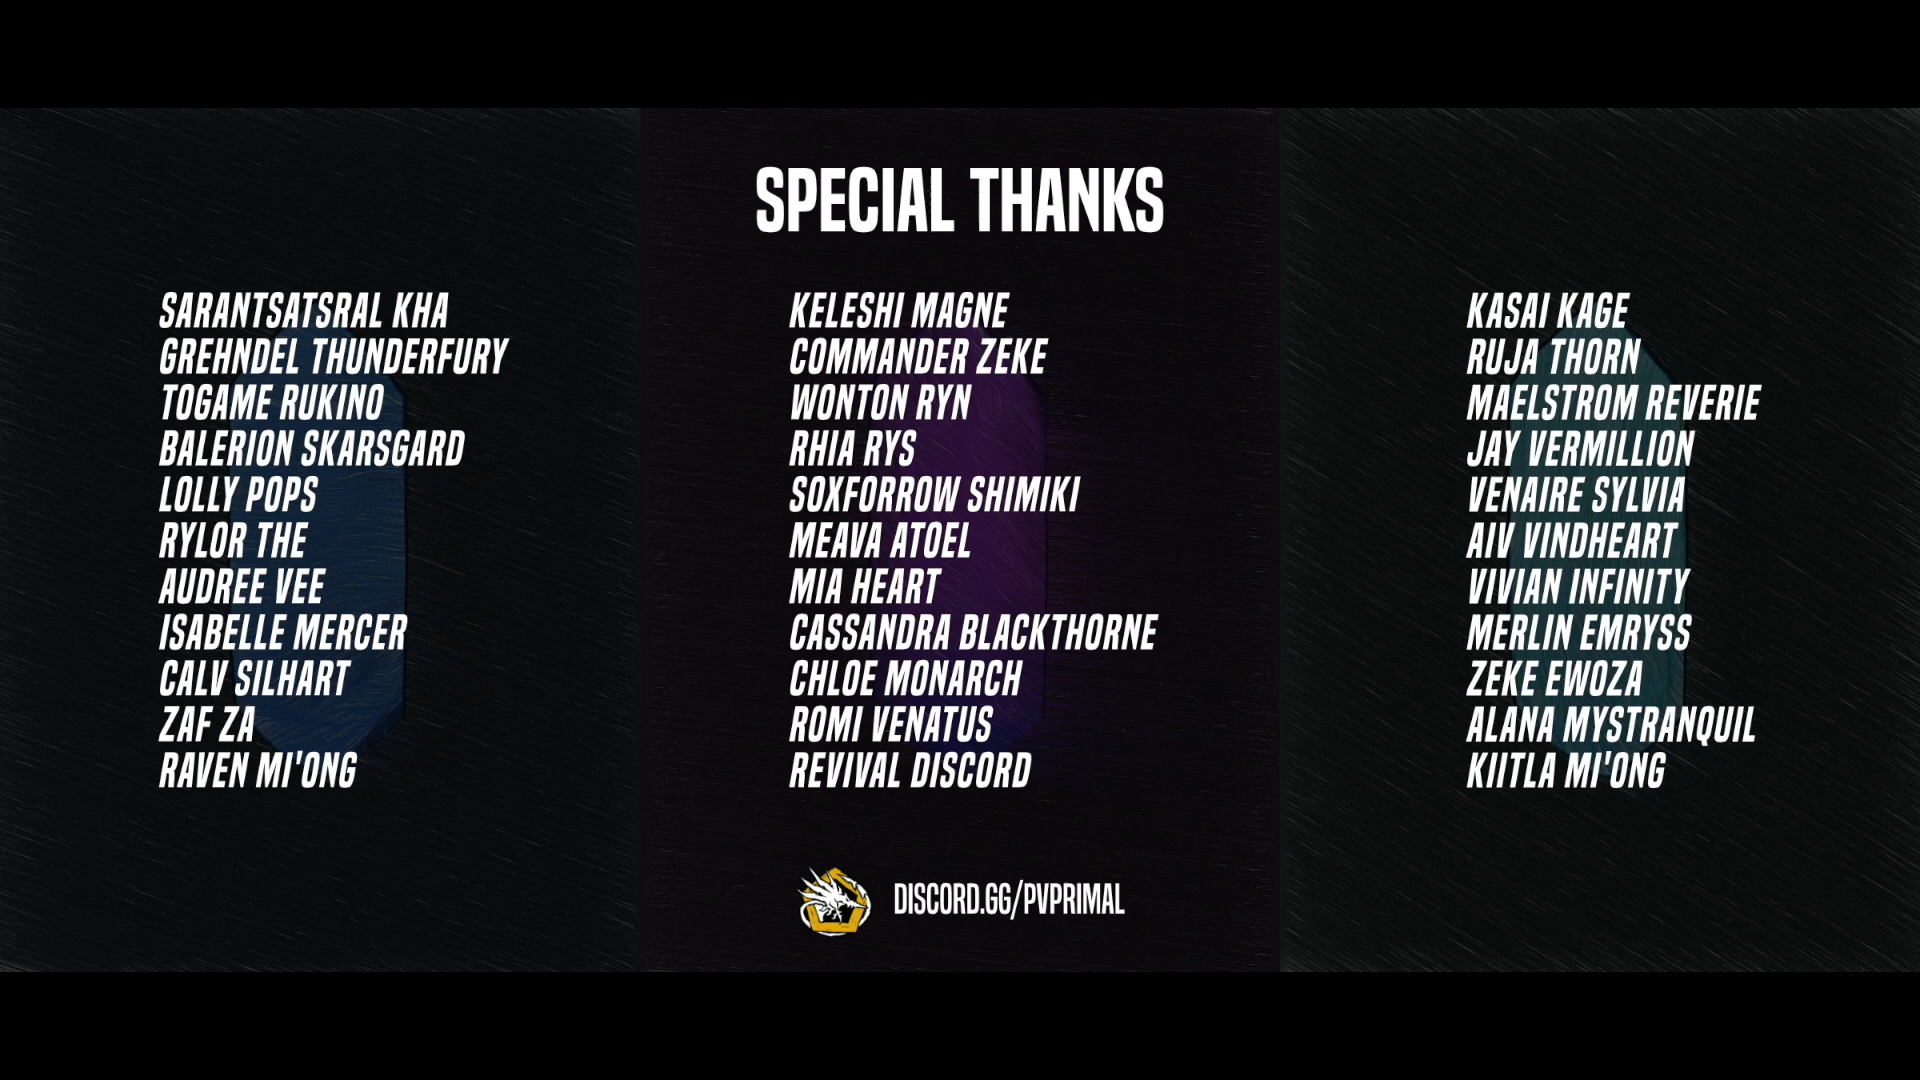 SPECIAL THANKS
SARANTSATSRAL KHA
GREHNDEL THUNDERFURY
TOGAME RUKINO
BALERION SKARSGARD
LOLLY POPS
RYLOR THE
AUDREE VEE
ISABELLE MERCER
CALV SILHART
ZAF ZA
RAVEN MI'ONG
KELESHI MAGNE
COMMANDER ZEKE
WONTON RYN
RHIA RYS
SOXFORROW SHIMIKI
MEAVA ATOEL
MIA HEART
CASSANDRA BLACKTHORNE
CHLOE MONARCH
ROMI VENATUS
REVIVAL DISCORD
KASAI KAGE
RUJA THORN
MAELSTROM REVERIE
JAY VERMILLION
VENAIRE SYLVIA
AIV VINDHEART
VIVIAN INFINITY
MERLIN EMRYSS
ZEKE EWOZA
ALANA MYSTRANQUIL
KIITLA MI'ONG
DISCORD.GG/PVPRIMAL